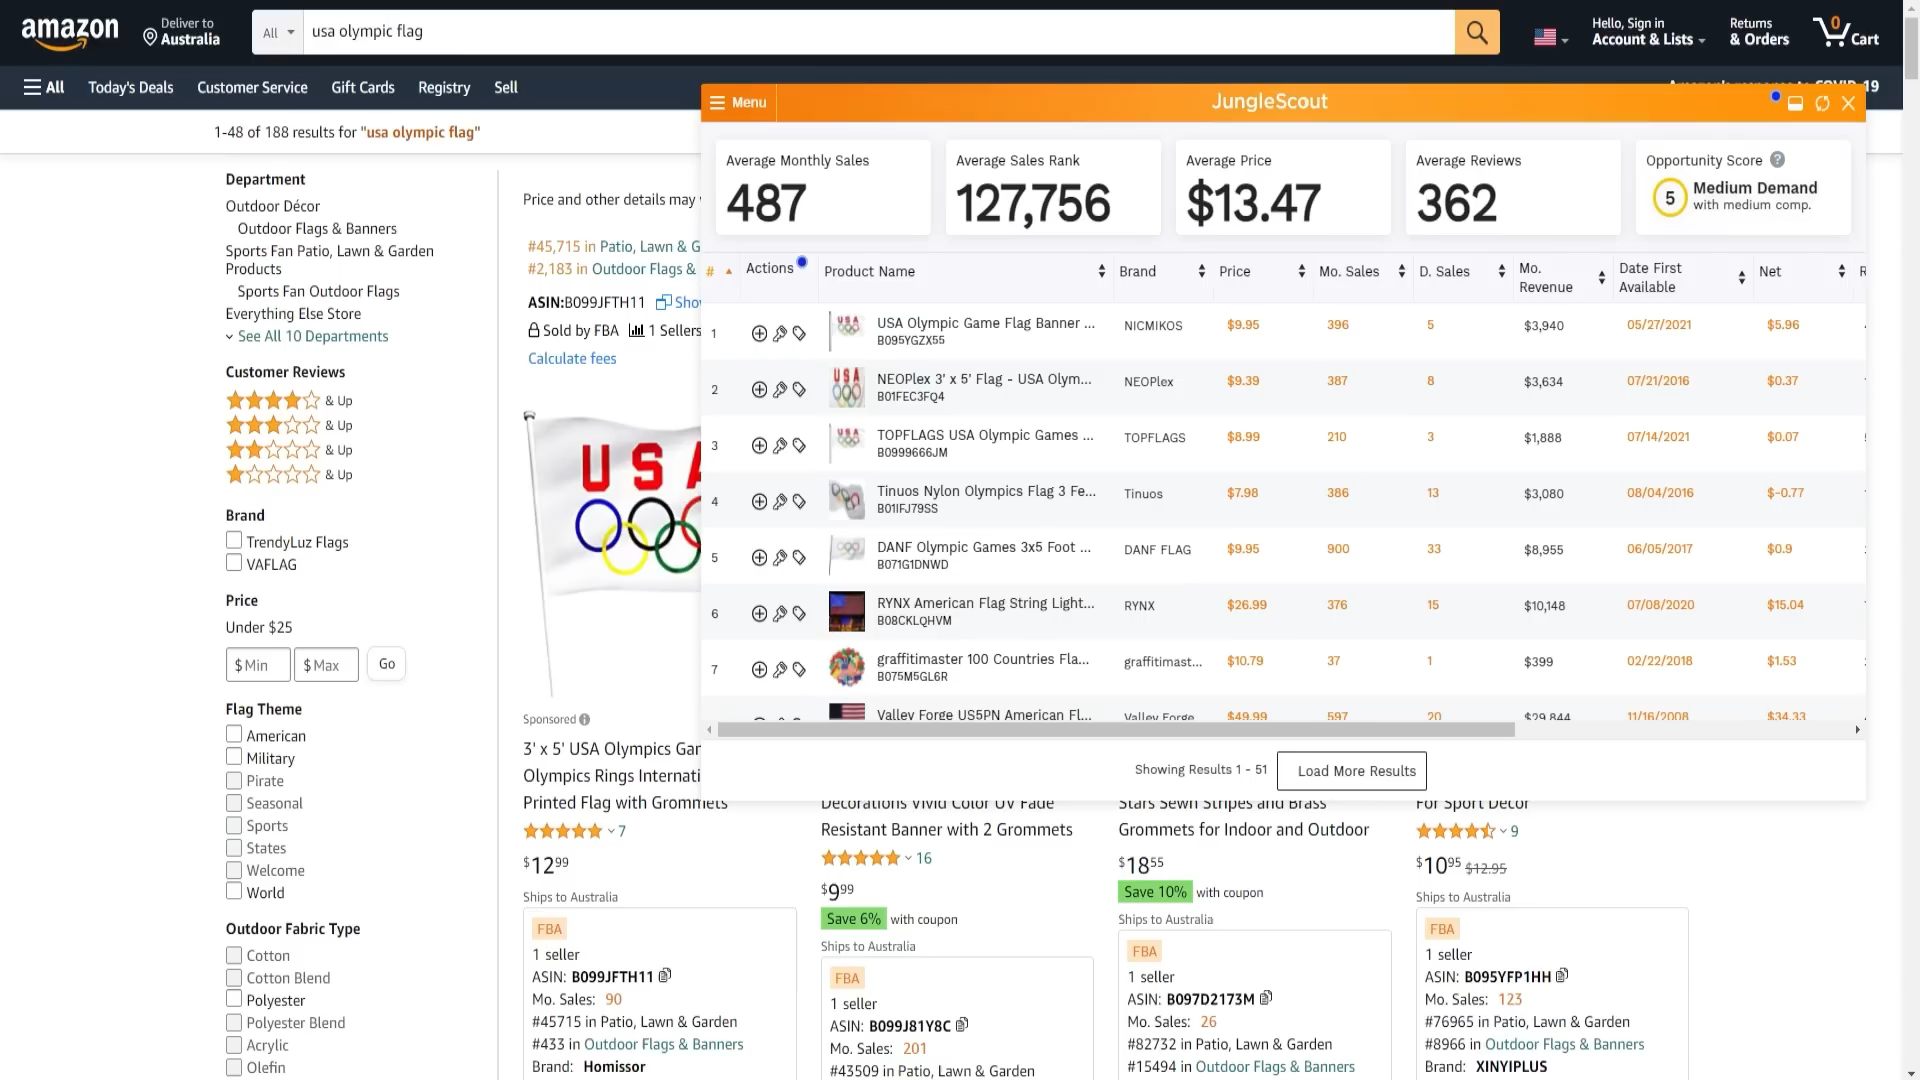 amazon
Deliver to
Australia
All
usa olympic flag
Hello, Sign in
Account & Lists
Returns
& Orders
0
Cart
All
Today's Deals
Customer Service
Gift Cards
Registry
Sell
19
1-48 of 188 results for "usa olympic flag"
Menu
JungleScout
Average Monthly Sales
487
Average Sales Rank
127,756
Average Price
$13.47
Average Reviews
362
Opportunity Score ?
5
Medium Demand
with medium comp.
# Actions Product Name Brand Price Mo. Sales D. Sales Mo. Revenue Date First Available Net R
1 USA Olympic Game Flag Banner ... NICMIKOS $9.95 396 5 $3,940 05/27/2021 $5.96
B095YGZX55
2 NEOPlex 3' x 5' Flag - USA Olym... NEOPlex $9.39 387 8 $3,634 07/21/2016 $0.37
B01FEC3FQ4
3 TOPFLAGS USA Olympic Games ... TOPFLAGS $8.99 210 3 $1,888 07/14/2021 $0.07
B0999666JM
4 Tinuos Nylon Olympics Flag 3 Fe... Tinuos $7.98 386 13 $3,080 08/04/2016 $-0.77
B01IFJ79SS
5 DANF Olympic Games 3x5 Foot ... DANF FLAG $9.95 900 33 $8,955 06/05/2017 $0.9
B071G1DNWD
6 RYNX American Flag String Light... RYNX $26.99 376 15 $10,148 07/08/2020 $15.04
B08CKLQHVM
7 graffitimaster 100 Countries Fla... graffitimast... $10.79 37 1 $399 02/22/2018 $1.53
B075M5GL6R
Valley Forge US5PN American Fl... Valley Forge $49.99 597 20 $29,844 11/16/2008 $34.33
Showing Results 1 - 51
Load More Results
Department
Outdoor Décor
Outdoor Flags & Banners
Sports Fan Patio, Lawn & Garden
Products
Sports Fan Outdoor Flags
Everything Else Store
See All 10 Departments
Customer Reviews
& Up
& Up
& Up
& Up
Brand
TrendyLuz Flags
VAFLAG
Price
Under $25
$ Min
$ Max
Go
Flag Theme
American
Military
Pirate
Seasonal
Sports
States
Welcome
World
Outdoor Fabric Type
Cotton
Cotton Blend
Polyester
Polyester Blend
Acrylic
Olefin
Price and other details may
#45,715 in Patio, Lawn & G
#2,183 in Outdoor Flags &
ASIN:B099JFTH11 Show
Sold by FBA 1 Sellers
Calculate fees
USA
Sponsored
3' x 5' USA Olympics Gar
Olympics Rings Internati
Printed Flag with Grommets
7
$12.99
Ships to Australia
FBA
1 seller
ASIN: B099JFTH11
Mo. Sales: 90
#45715 in Patio, Lawn & Garden
#433 in Outdoor Flags & Banners
Brand: Homissor
Decorations Vivid Color UV Fade
Resistant Banner with 2 Grommets
16
$9.99
Save 6% with coupon
Ships to Australia
FBA
1 seller
ASIN: B099J81Y8C
Mo. Sales: 201
#43509 in Patio, Lawn & Garden
Stars Sewn Stripes and Brass
Grommets for Indoor and Outdoor
$18.55
Save 10% with coupon
Ships to Australia
FBA
1 seller
ASIN: B097D2173M
Mo. Sales: 26
#82732 in Patio, Lawn & Garden
#15494 in Outdoor Flags & Banners
For Sport Decor
9
$10.95 $12.95
Ships to Australia
FBA
1 seller
ASIN: B095YFP1HH
Mo. Sales: 123
#76965 in Patio, Lawn & Garden
#8966 in Outdoor Flags & Banners
Brand: XINYIPLUS